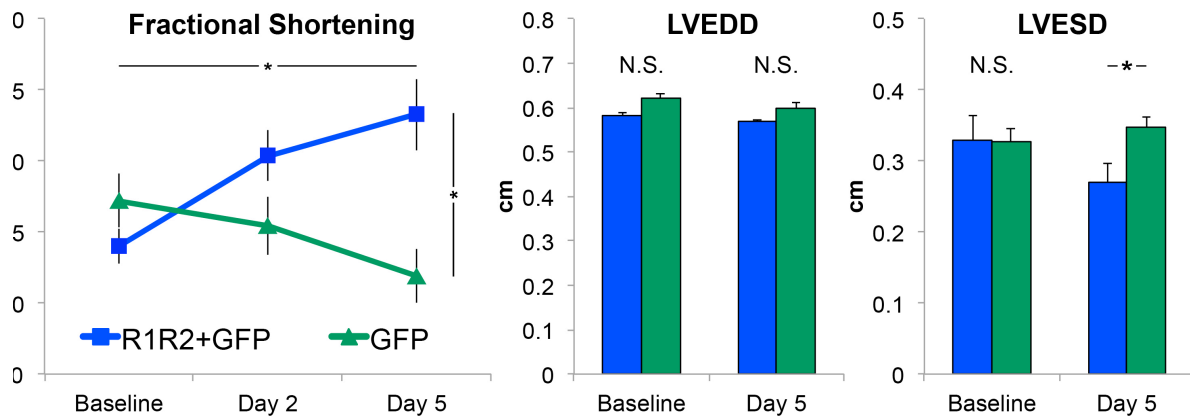 Fractional Shortening
*
*
0
5
0
5
0
0
R1R2+GFP
GFP
Baseline
Day 2
Day 5
LVEDD
N.S.
N.S.
cm
0.8
0.7
0.6
0.5
0.4
0.3
0.2
0.1
0
Baseline
Day 5
LVESD
N.S.
*
cm
0.5
0.4
0.3
0.2
0.1
0
Baseline
Day 5